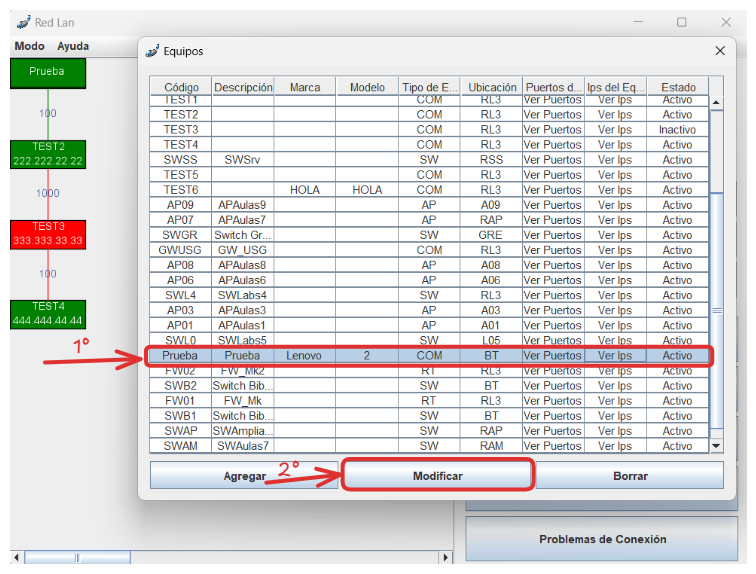 Red Lan
Modo Ayuda
Equipos
Prueba
100
TEST2
222.222.22.22
1000
TEST3
333.333.33.33
100
TEST4
444.444.44.44
Código Descripción Marca Modelo Tipo de E... Ubicación Puertos d... Ips del Eq... Estado
TEST1 COM RL3 Ver Puertos Ver Ips Activo
TEST2 COM RL3 Ver Puertos Ver Ips Activo
TEST3 COM RL3 Ver Puertos Ver Ips Inactivo
TEST4 COM RL3 Ver Puertos Ver Ips Activo
SWSS SWSrv SW RSS Ver Puertos Ver Ips Activo
TEST5 COM RL3 Ver Puertos Ver Ips Activo
TEST6 HOLA HOLA COM RL3 Ver Puertos Ver Ips Activo
AP09 APAulas9 AP A09 Ver Puertos Ver Ips Activo
AP07 APAulas7 AP RAP Ver Puertos Ver Ips Activo
SWGR Switch Gr... SW GRE Ver Puertos Ver Ips Activo
GWUSG GW_USG COM RL3 Ver Puertos Ver Ips Activo
AP08 APAulas8 AP A08 Ver Puertos Ver Ips Activo
AP06 APAulas6 AP A06 Ver Puertos Ver Ips Activo
SWL4 SWLabs4 SW RL3 Ver Puertos Ver Ips Activo
AP03 APAulas3 AP A03 Ver Puertos Ver Ips Activo
AP01 APAulas1 AP A01 Ver Puertos Ver Ips Activo
SWL0 SWLabs5 SW L05 Ver Puertos Ver Ips Activo
Prueba Prueba Lenovo 2 COM BT Ver Puertos Ver Ips Activo
FW02 FW_Mk2 RT RL3 Ver Puertos Ver Ips Activo
SWB2 Switch Bib... SW BT Ver Puertos Ver Ips Activo
FW01 FW_Mk RT RL3 Ver Puertos Ver Ips Activo
SWB1 Switch Bib... SW BT Ver Puertos Ver Ips Activo
SWAP SWAmplia... SW RAP Ver Puertos Ver Ips Activo
SWAM SWAulas7 SW RAM Ver Puertos Ver Ips Activo
1º
2º
Agregar Modificar Borrar
Problemas de Conexión